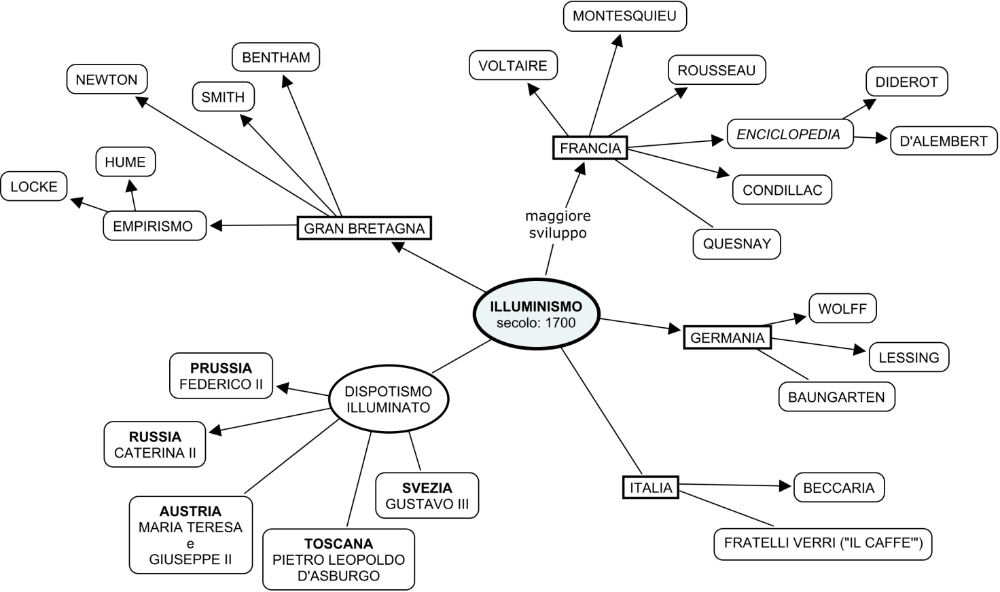 MONTESQUIEU
BENTHAM
VOLTAIRE
ROUSSEAU
NEWTON
DIDEROT
SMITH
ENCICLOPEDIA
D'ALEMBERT
FRANCIA
HUME
LOCKE
CONDILLAC
maggiore
sviluppo
EMPIRISMO
GRAN BRETAGNA
QUESNAY
ILLUMINISMO
secolo: 1700
WOLFF
GERMANIA
LESSING
BAUNGARTEN
PRUSSIA
FEDERICO II
DISPOTISMO
ILLUMINATO
RUSSIA
CATERINA II
SVEZIA
GUSTAVO III
ITALIA
BECCARIA
AUSTRIA
MARIA TERESA
e
GIUSEPPE II
TOSCANA
PIETRO LEOPOLDO
D'ASBURGO
FRATELLI VERRI ("IL CAFFE'")